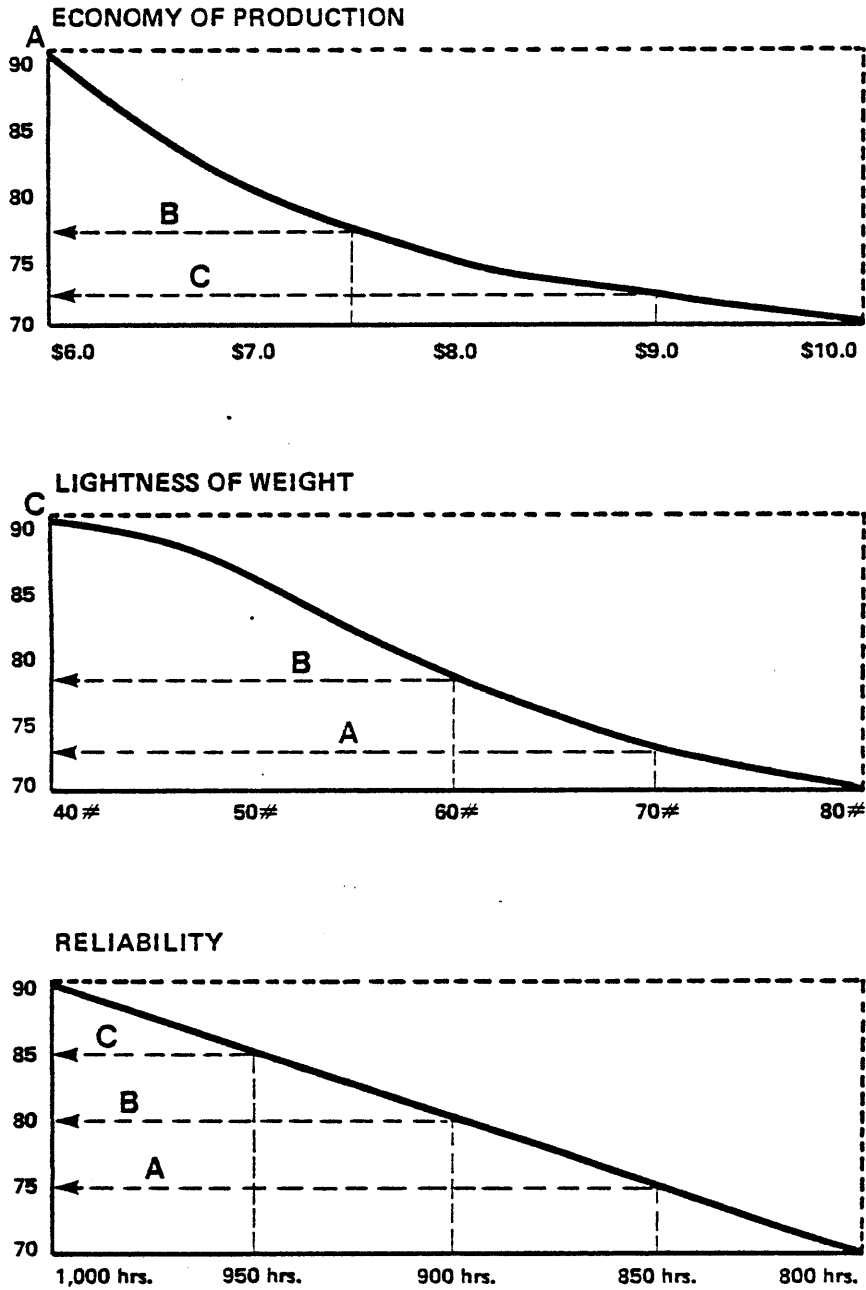 ECONOMY OF PRODUCTION
A
90
85
80
B
75
C
70
$6.0 $7.0 $8.0 $9.0 $10.0
LIGHTNESS OF WEIGHT
C
90
85
80
B
75
A
70
40# 50# 60# 70# 80#
RELIABILITY
90
C
85
B
80
A
75
70
1,000 hrs. 950 hrs. 900 hrs. 850 hrs. 800 hrs.